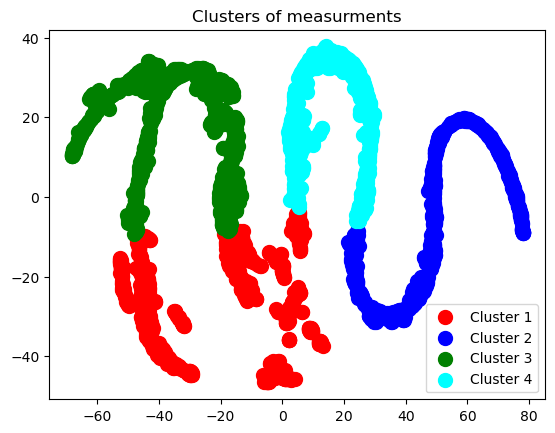 Clusters of measurments
40
20
0
−20
−40
−60 −40 −20 0 20 40 60 80
Cluster 1
Cluster 2
Cluster 3
Cluster 4